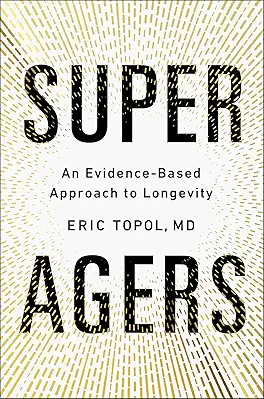 SUPER
An Evidence-Based
Approach to Longevity
ERIC TOPOL, MD
AGERS